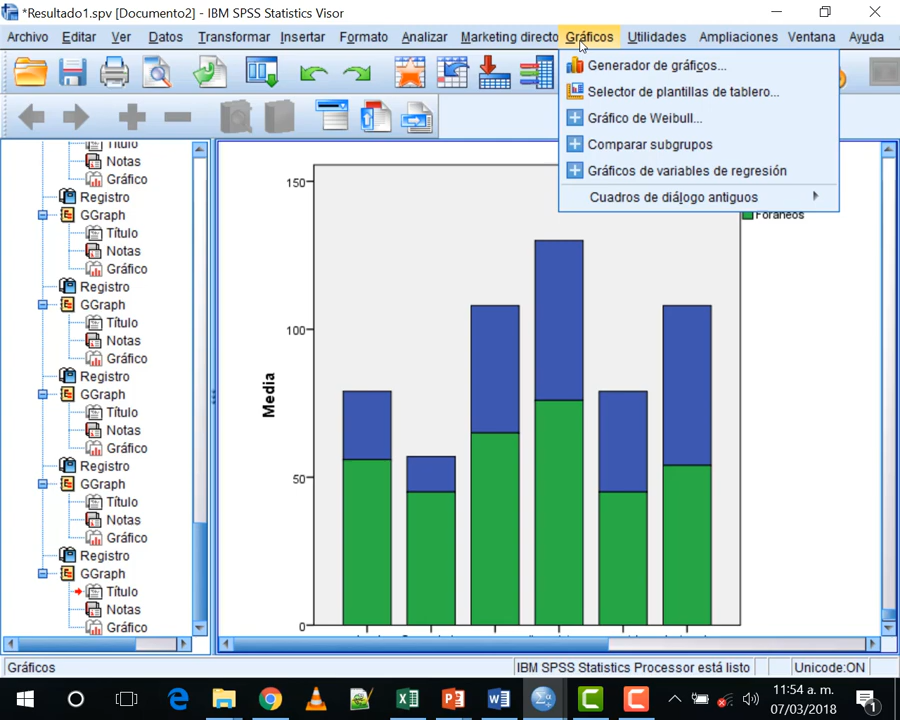 *Resultado1.spv [Documento2] - IBM SPSS Statistics Visor
Archivo Editar Ver Datos Transformar Insertar Formato Analizar Marketing directo Gráficos Utilidades Ampliaciones Ventana Ayuda
Generador de gráficos...
Selector de plantillas de tablero...
Gráfico de Weibull...
Comparar subgrupos
Gráficos de variables de regresión
Cuadros de diálogo antiguos
Título
Notas
Gráfico
Registro
GGraph
Título
Notas
Gráfico
Registro
GGraph
Título
Notas
Gráfico
Registro
GGraph
Título
Notas
Gráfico
Registro
GGraph
Título
Notas
Gráfico
Registro
GGraph
Título
Notas
Gráfico
Foráneos
150
100
50
0
Media
Gráficos
IBM SPSS Statistics Processor está listo
Unicode:ON
11:54 a. m.
07/03/2018
1